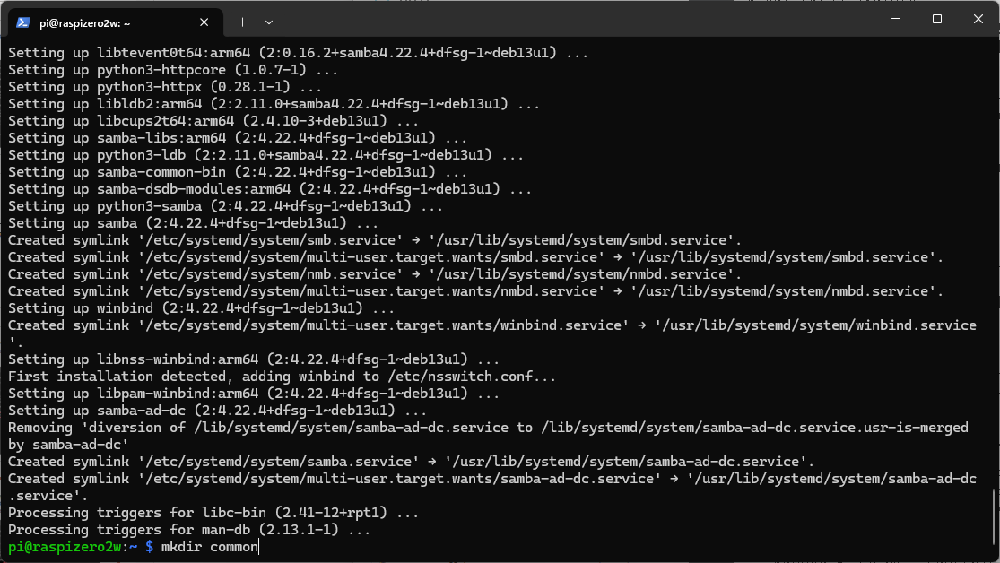 pi@raspizero2w: ~
Setting up libtevent0t64:arm64 (2:0.16.2+samba4.22.4+dfsg-1~deb13u1) ...
Setting up python3-httpcore (1.0.7-1) ...
Setting up python3-httpx (0.28.1-1) ...
Setting up libldb2:arm64 (2:2.11.0+samba4.22.4+dfsg-1~deb13u1) ...
Setting up libcups2t64:arm64 (2.4.10-3+deb13u1) ...
Setting up samba-libs:arm64 (2:4.22.4+dfsg-1~deb13u1) ...
Setting up python3-ldb (2:2.11.0+samba4.22.4+dfsg-1~deb13u1) ...
Setting up samba-common-bin (2:4.22.4+dfsg-1~deb13u1) ...
Setting up samba-dsdb-modules:arm64 (2:4.22.4+dfsg-1~deb13u1) ...
Setting up python3-samba (2:4.22.4+dfsg-1~deb13u1) ...
Setting up samba (2:4.22.4+dfsg-1~deb13u1) ...
Created symlink '/etc/systemd/system/smb.service' → '/usr/lib/systemd/system/smbd.service'.
Created symlink '/etc/systemd/system/multi-user.target.wants/smbd.service' → '/usr/lib/systemd/system/smbd.service'.
Created symlink '/etc/systemd/system/nmb.service' → '/usr/lib/systemd/system/nmbd.service'.
Created symlink '/etc/systemd/system/multi-user.target.wants/nmbd.service' → '/usr/lib/systemd/system/nmbd.service'.
Setting up winbind (2:4.22.4+dfsg-1~deb13u1) ...
Created symlink '/etc/systemd/system/multi-user.target.wants/winbind.service' → '/usr/lib/systemd/system/winbind.service
'.
Setting up libnss-winbind:arm64 (2:4.22.4+dfsg-1~deb13u1) ...
First installation detected, adding winbind to /etc/nsswitch.conf...
Setting up libpam-winbind:arm64 (2:4.22.4+dfsg-1~deb13u1) ...
Setting up samba-ad-dc (2:4.22.4+dfsg-1~deb13u1) ...
Removing 'diversion of /lib/systemd/system/samba-ad-dc.service to /lib/systemd/system/samba-ad-dc.service.usr-is-merged
by samba-ad-dc'
Created symlink '/etc/systemd/system/samba.service' → '/usr/lib/systemd/system/samba-ad-dc.service'.
Created symlink '/etc/systemd/system/multi-user.target.wants/samba-ad-dc.service' → '/usr/lib/systemd/system/samba-ad-dc
.service'.
Processing triggers for libc-bin (2.41-12+rpt1) ...
Processing triggers for man-db (2.13.1-1) ...
pi@raspizero2w:~ $ mkdir common